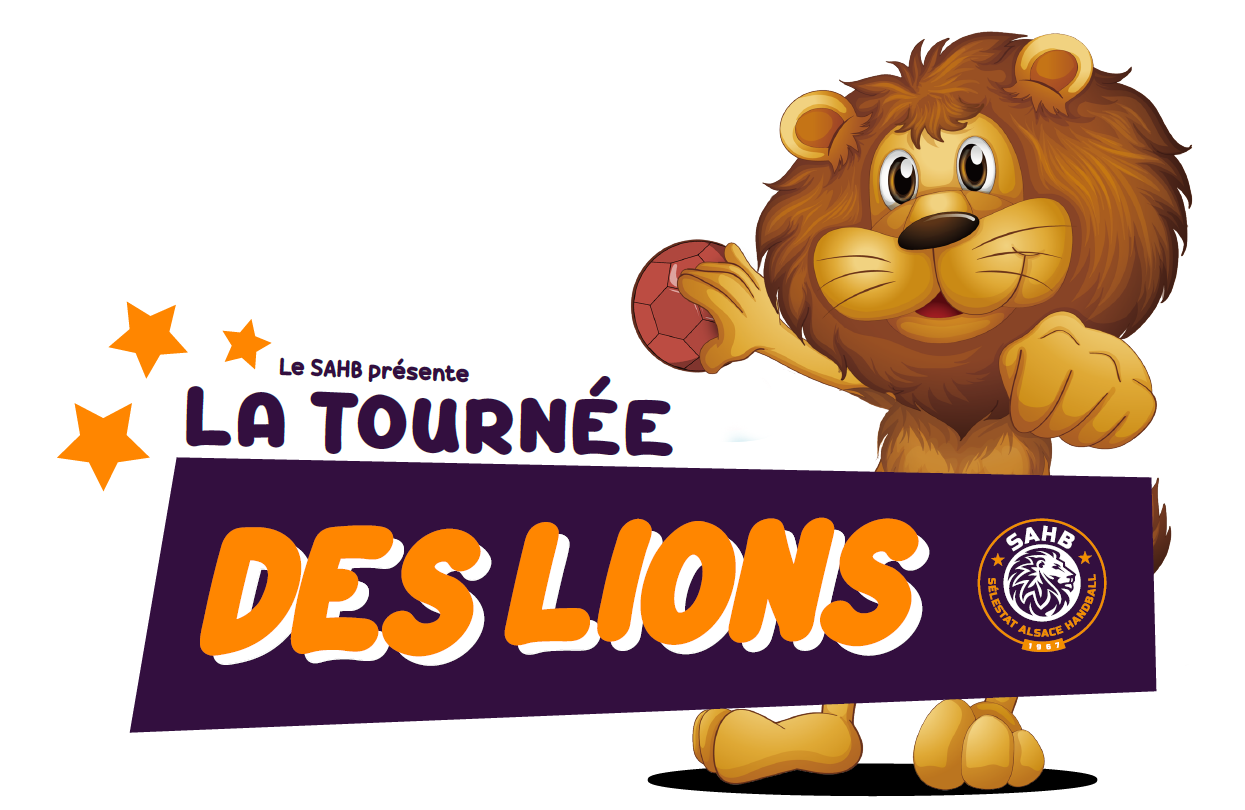 Le SAHB présente
LA TOURNÉE
DES LIONS
SAHB
SÉLESTAT ALSACE HANDBALL
1967